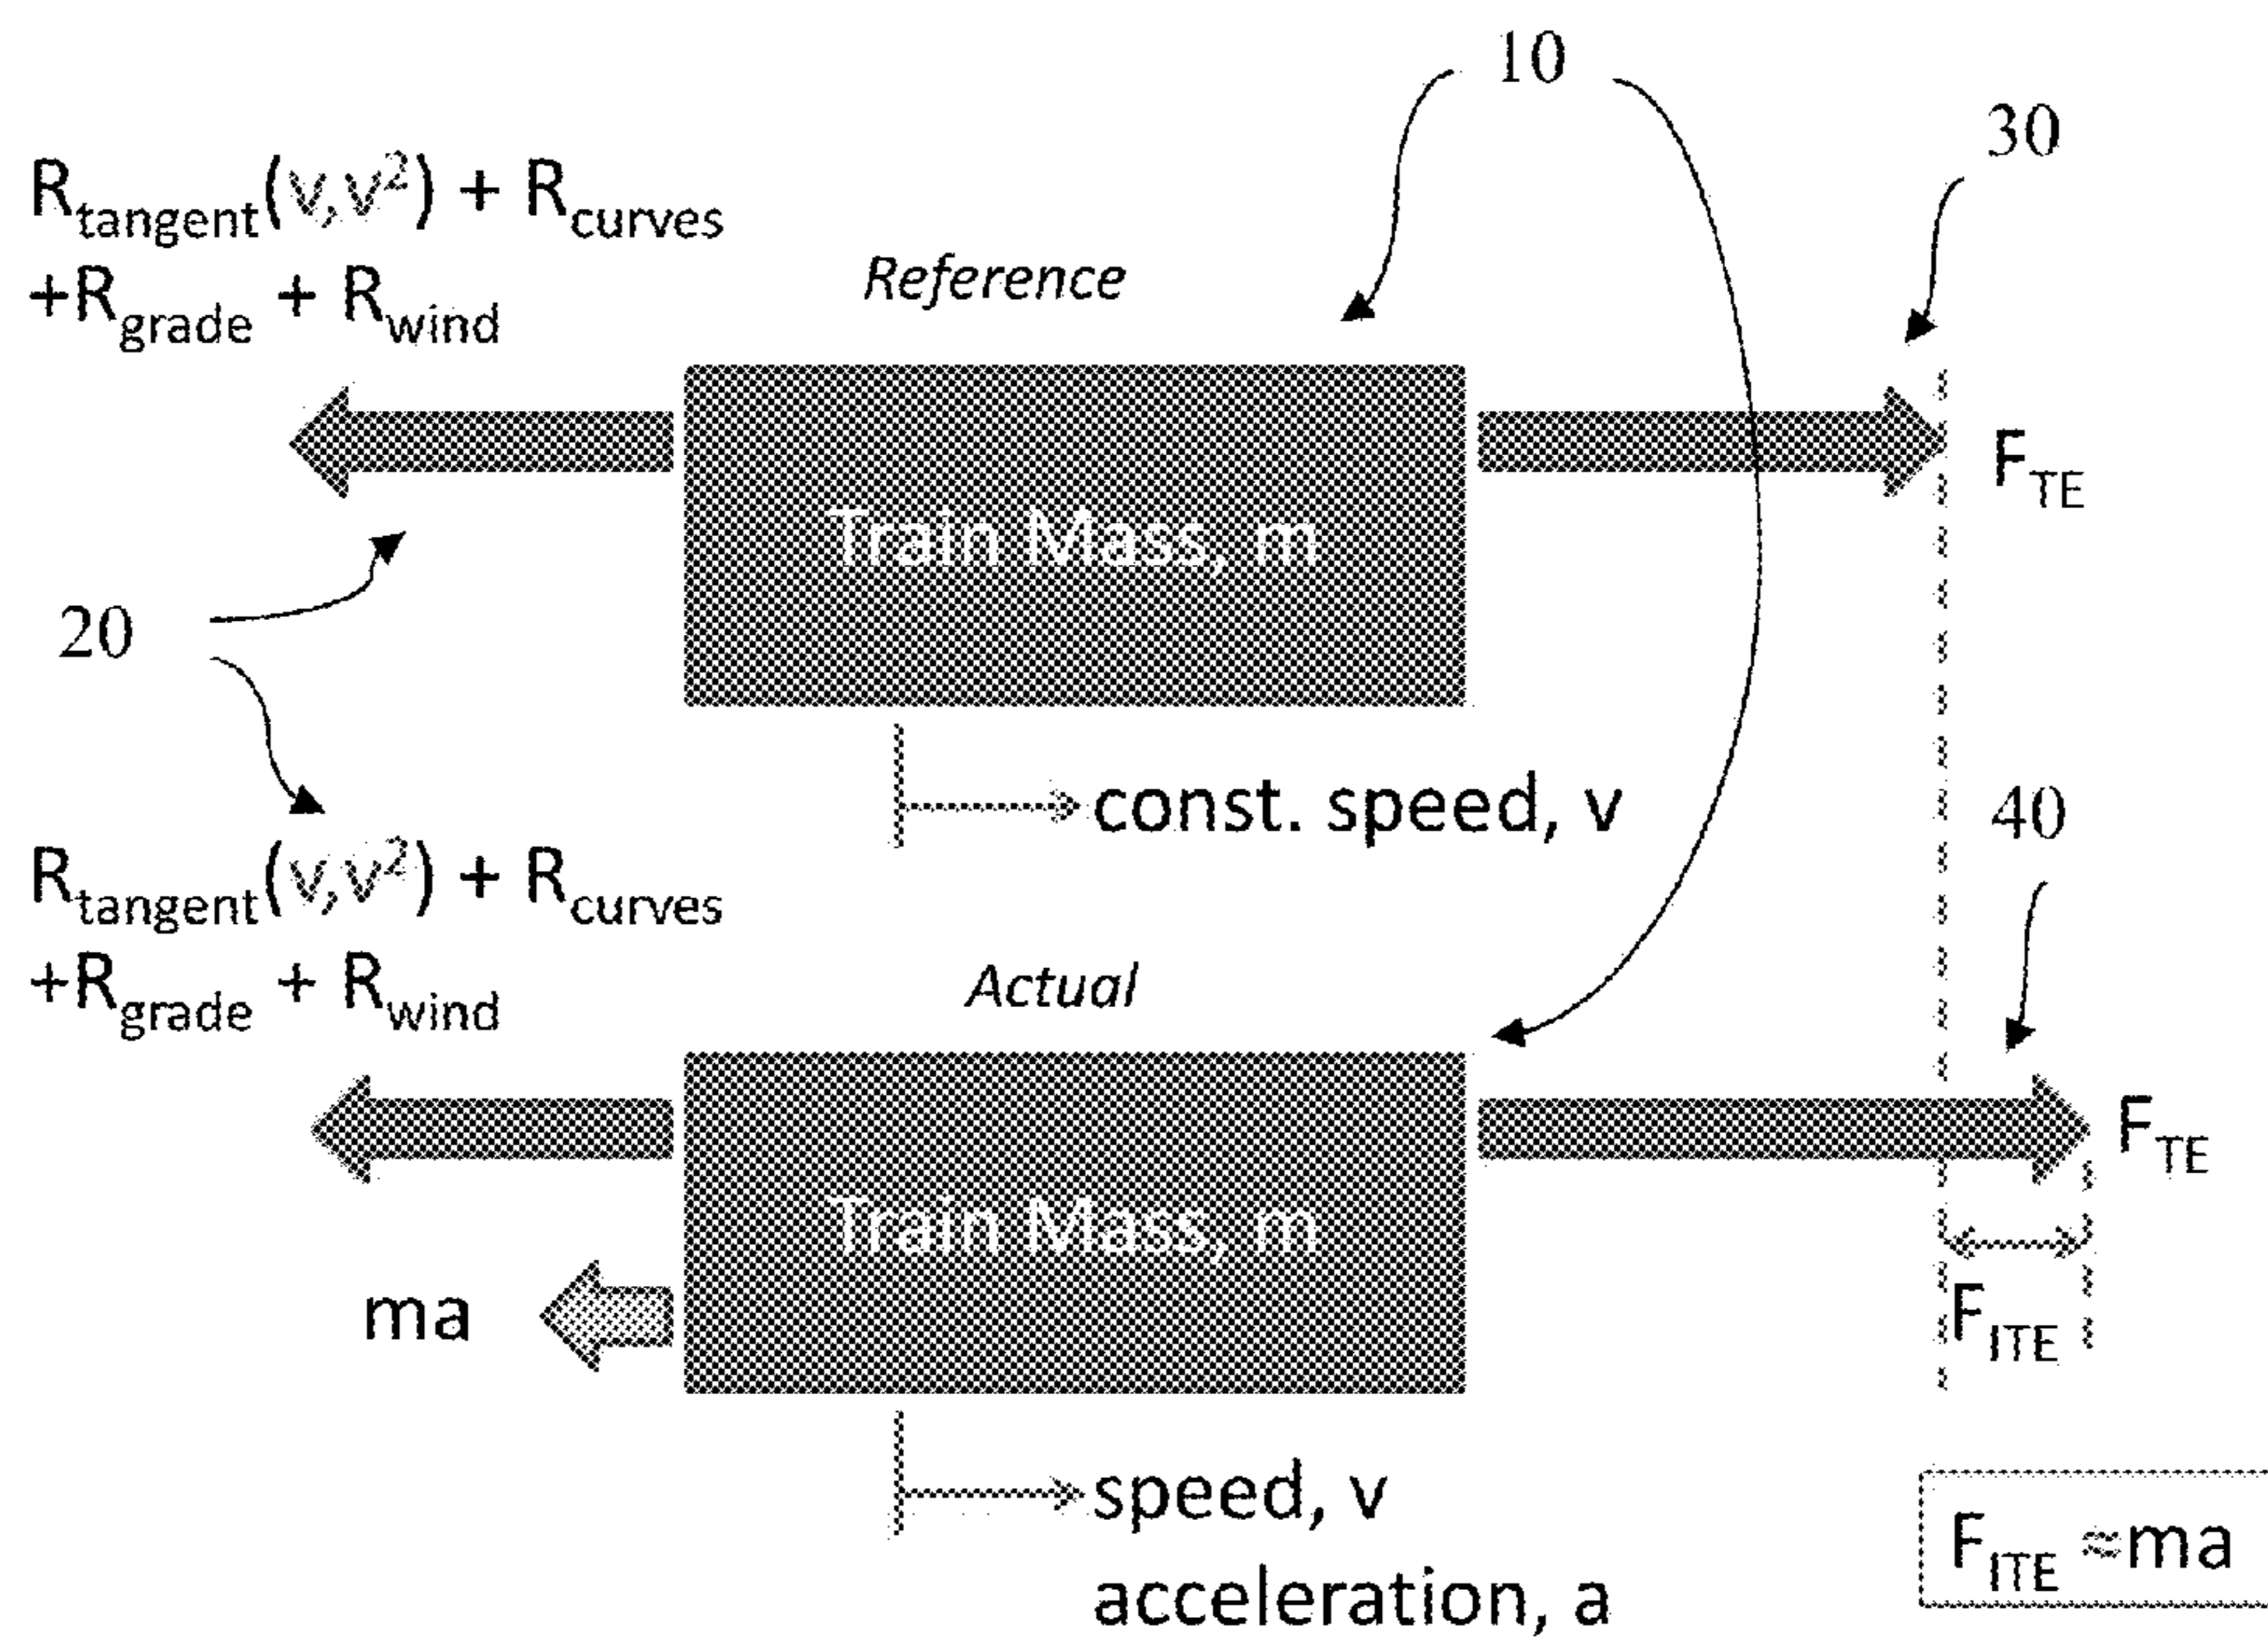 10
30
R_tangent(v,v²) + R_curves
+R_grade + R_wind
Reference
F_TE
Train Mass, m
20
const. speed, v
40
R_tangent(v,v²) + R_curves
+R_grade + R_wind
Actual
F_TE
Train Mass, m
ma
F_ITE
speed, v
acceleration, a
F_ITE ≈ma